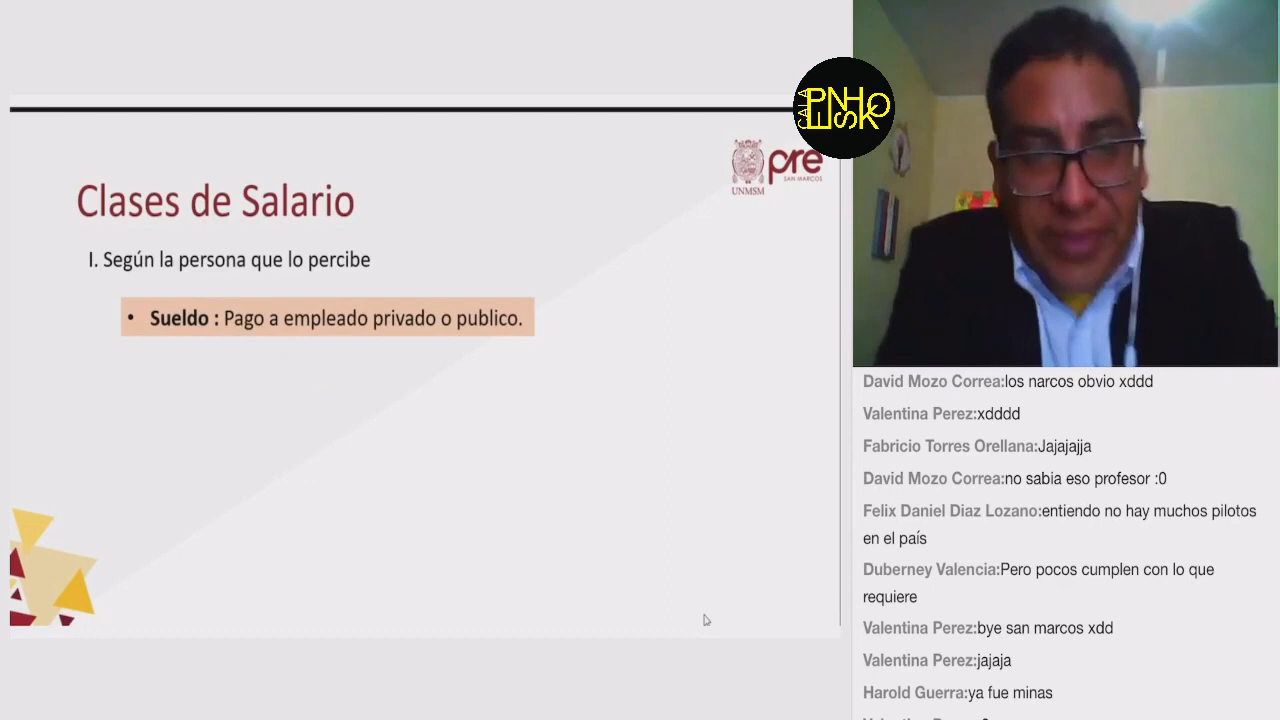 Clases de Salario
I. Según la persona que lo percibe
• Sueldo : Pago a empleado privado o publico.
UNMSM
pre
SAN MARCOS
CALA
PENHO
ESK
David Mozo Correa:los narcos obvio xddd
Valentina Perez:xdddd
Fabricio Torres Orellana:Jajajajja
David Mozo Correa:no sabia eso profesor :0
Felix Daniel Diaz Lozano:entiendo no hay muchos pilotos
en el país
Duberney Valencia:Pero pocos cumplen con lo que
requiere
Valentina Perez:bye san marcos xdd
Valentina Perez:jajaja
Harold Guerra:ya fue minas